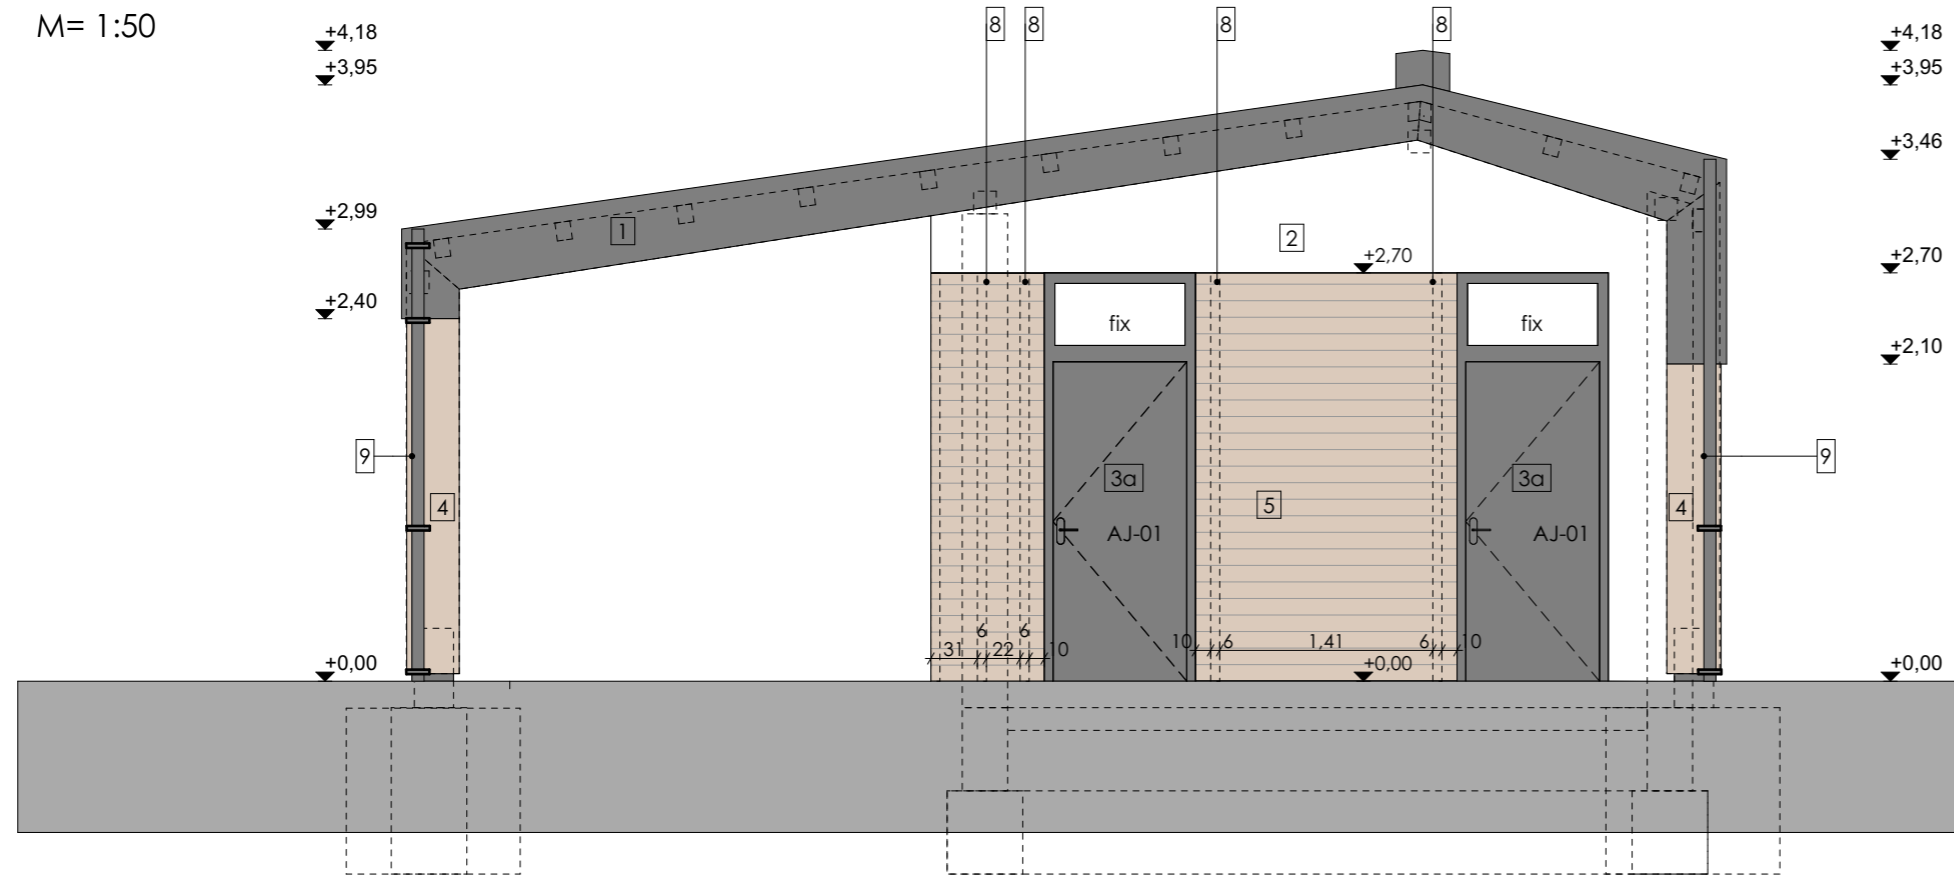 M= 1:50
8 8 8 8
+4,18 +4,18
+3,95 +3,95
+3,46
+2,99
1 2
+2,70 +2,70
+2,40
fix fix
+2,10
9 9
3a 3a
4 5 4
AJ-01 AJ-01
6 6
31 22 10 10 6 1,41 6 10
+0,00 +0,00 +0,00